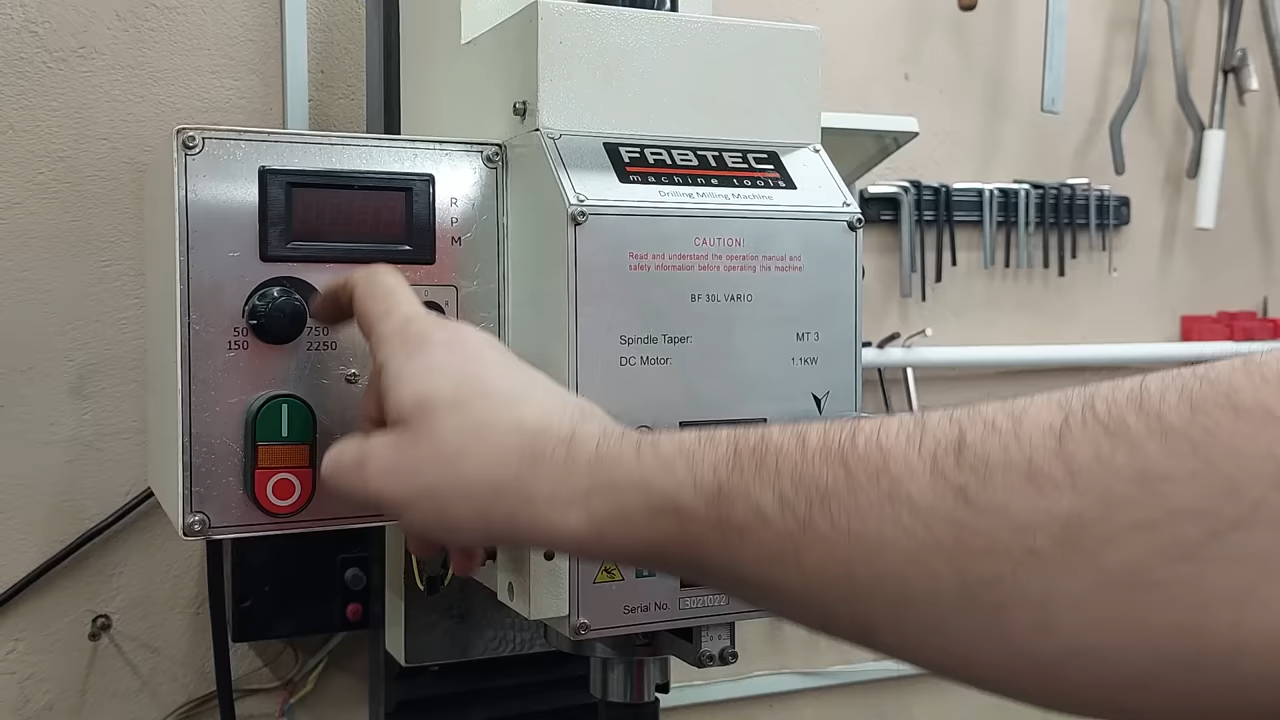 FABTEC
machine tools
Drilling Milling Machine
R
P
M
CAUTION!
Read and understand the operation manual and
safety information before operating this machine!
BF 30L VARIO
O
R
50 750
150 2250
Spindle Taper: MT 3
DC Motor: 1.1KW
Serial No. 3021022